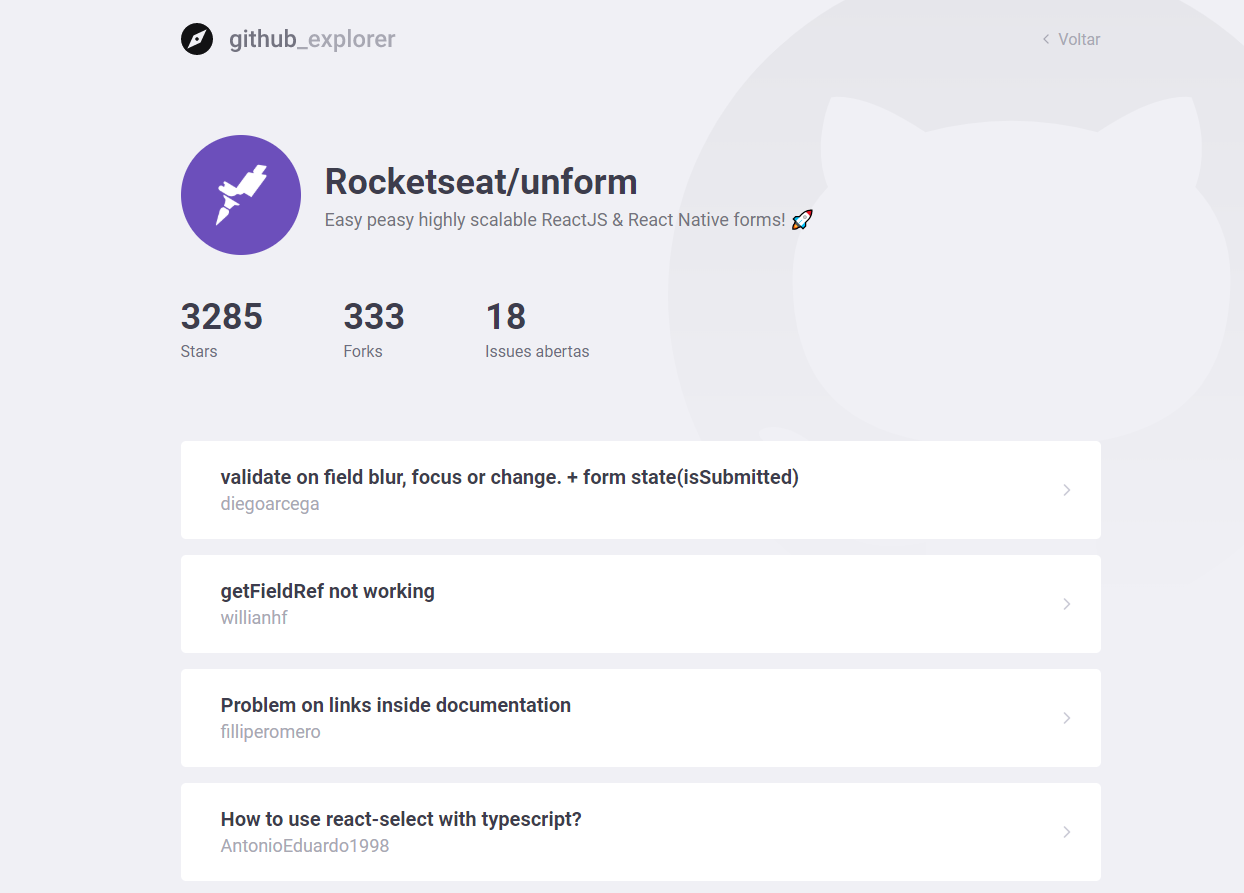 github_explorer
Voltar
Rocketseat/unform
Easy peasy highly scalable ReactJS & React Native forms! 🚀
3285
Stars
333
Forks
18
Issues abertas
validate on field blur, focus or change. + form state(isSubmitted)
diegoarcega
getFieldRef not working
willianhf
Problem on links inside documentation
filliperomero
How to use react-select with typescript?
AntonioEduardo1998